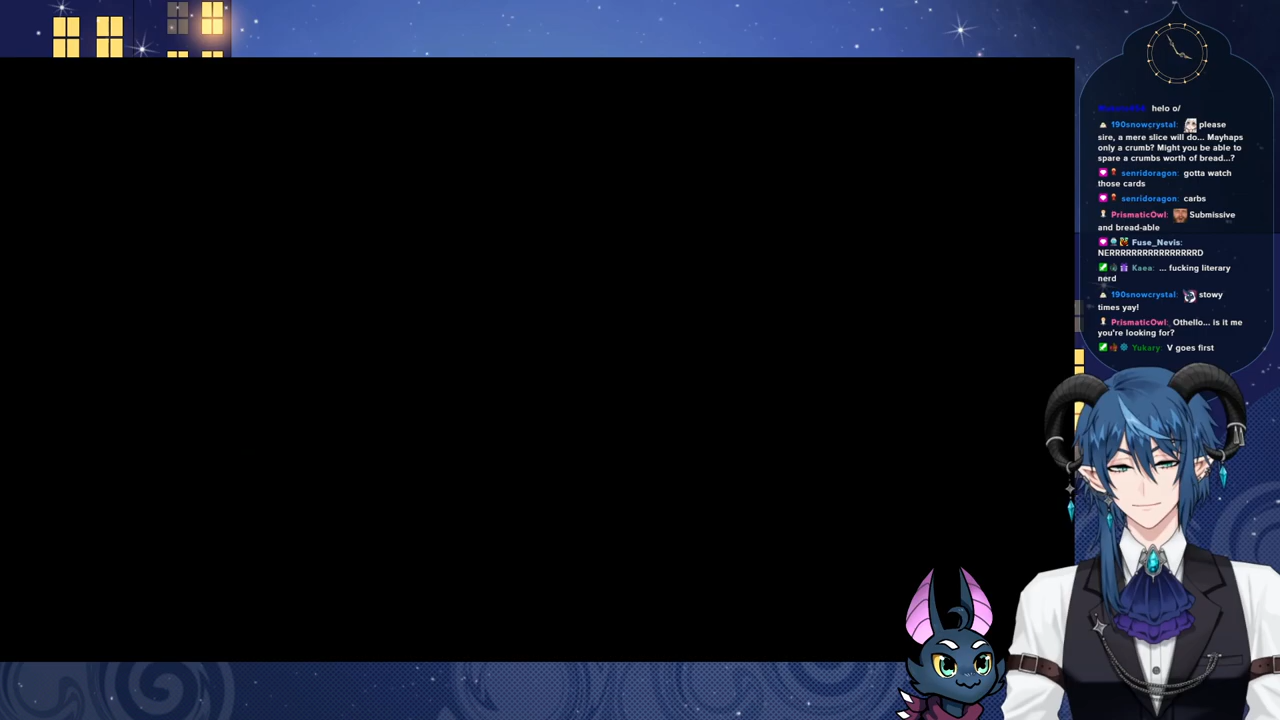 helo o/
190snowcrystal: please
sire, a mere slice will do... Mayhaps
only a crumb? Might you be able to
spare a crumbs worth of bread...?
senridoragon: gotta watch
those cards
senridoragon: carbs
PrismaticOwl: Submissive
and bread-able
Fuse_Nevis:
NERRRRRRRRRRRRRRRRD
Kaea: ... fucking literary
nerd
190snowcrystal: stowy
times yay!
PrismaticOwl: Othello... is it me
you're looking for?
Yukary: V goes first